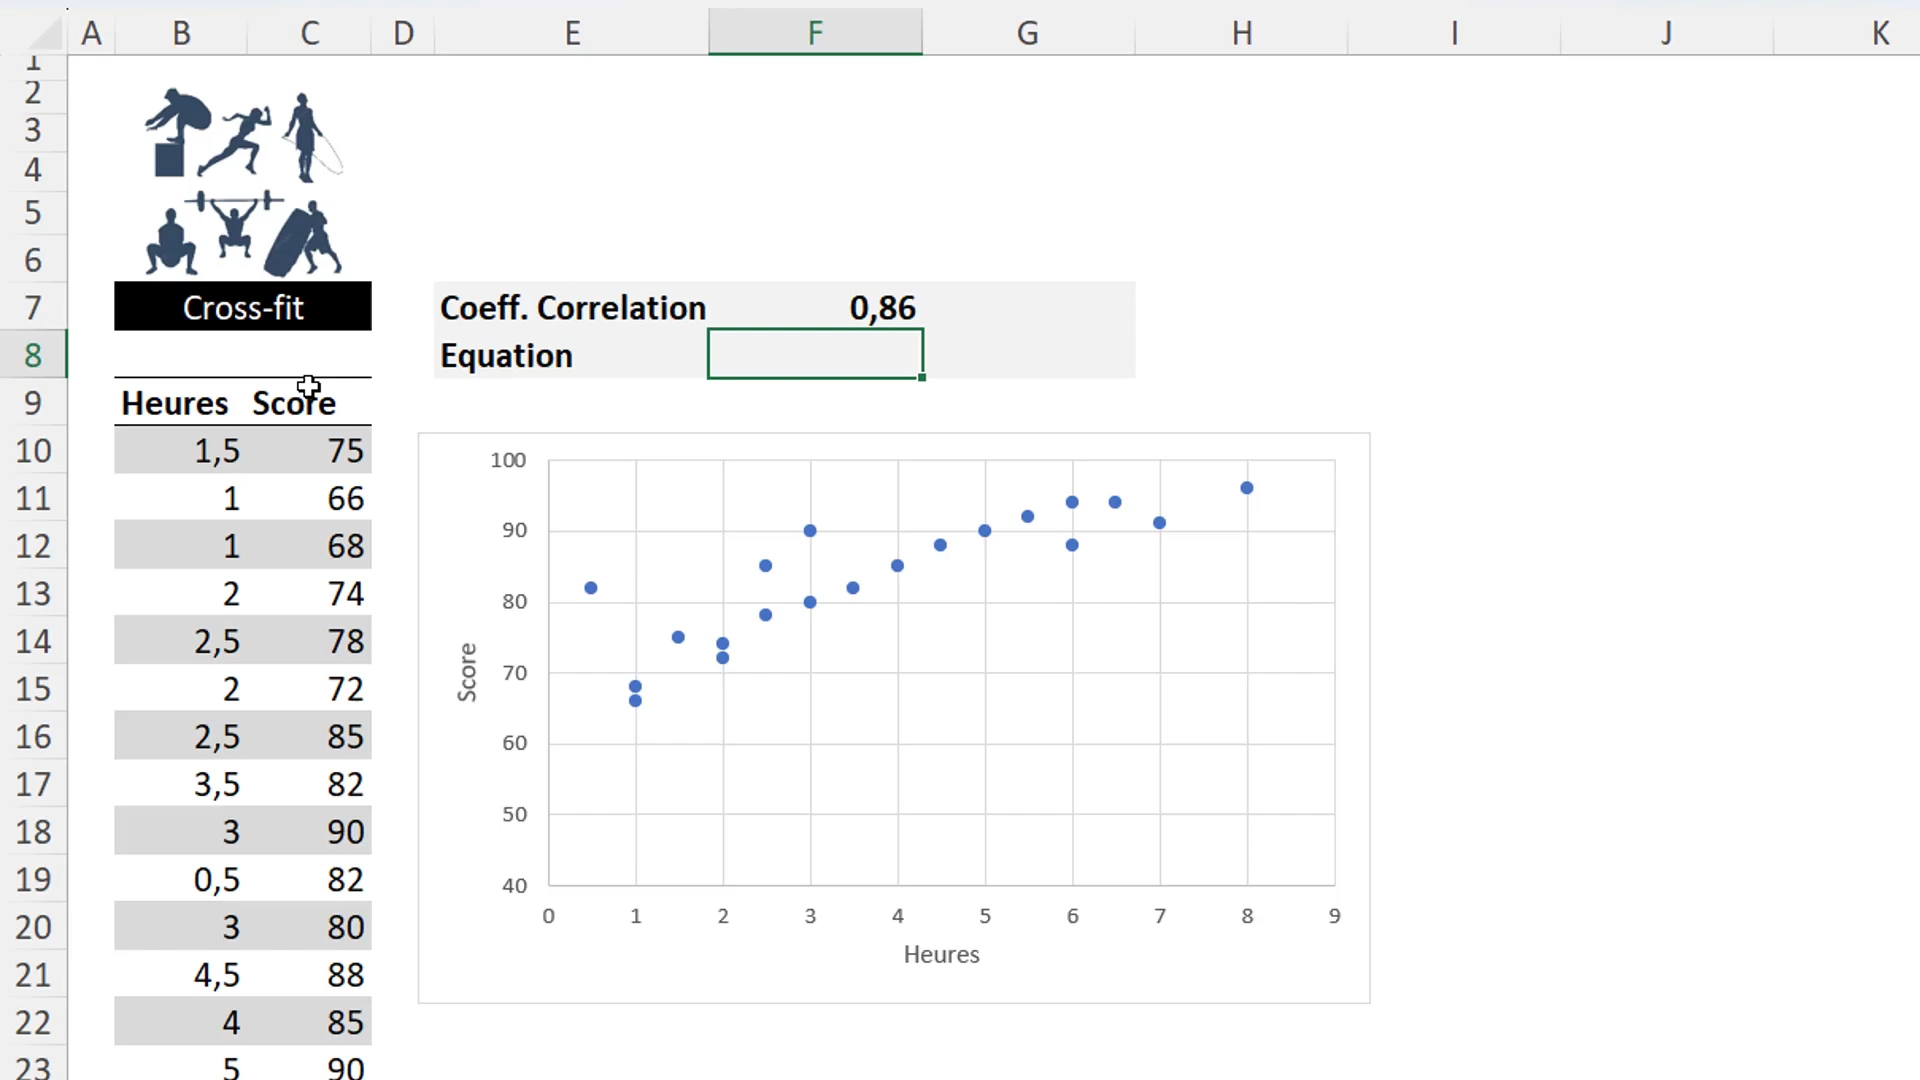 A B C D E F G H I J K
1
2
3
4
5
6
7 Cross-fit Coeff. Correlation 0,86
8 Equation
9 Heures Score
10 1,5 75
11 1 66
12 1 68
13 2 74
14 2,5 78
15 2 72
16 2,5 85
17 3,5 82
18 3 90
19 0,5 82
20 3 80
21 4,5 88
22 4 85
23 5 90
100
90
80
70
60
50
40
Score
0 1 2 3 4 5 6 7 8 9
Heures